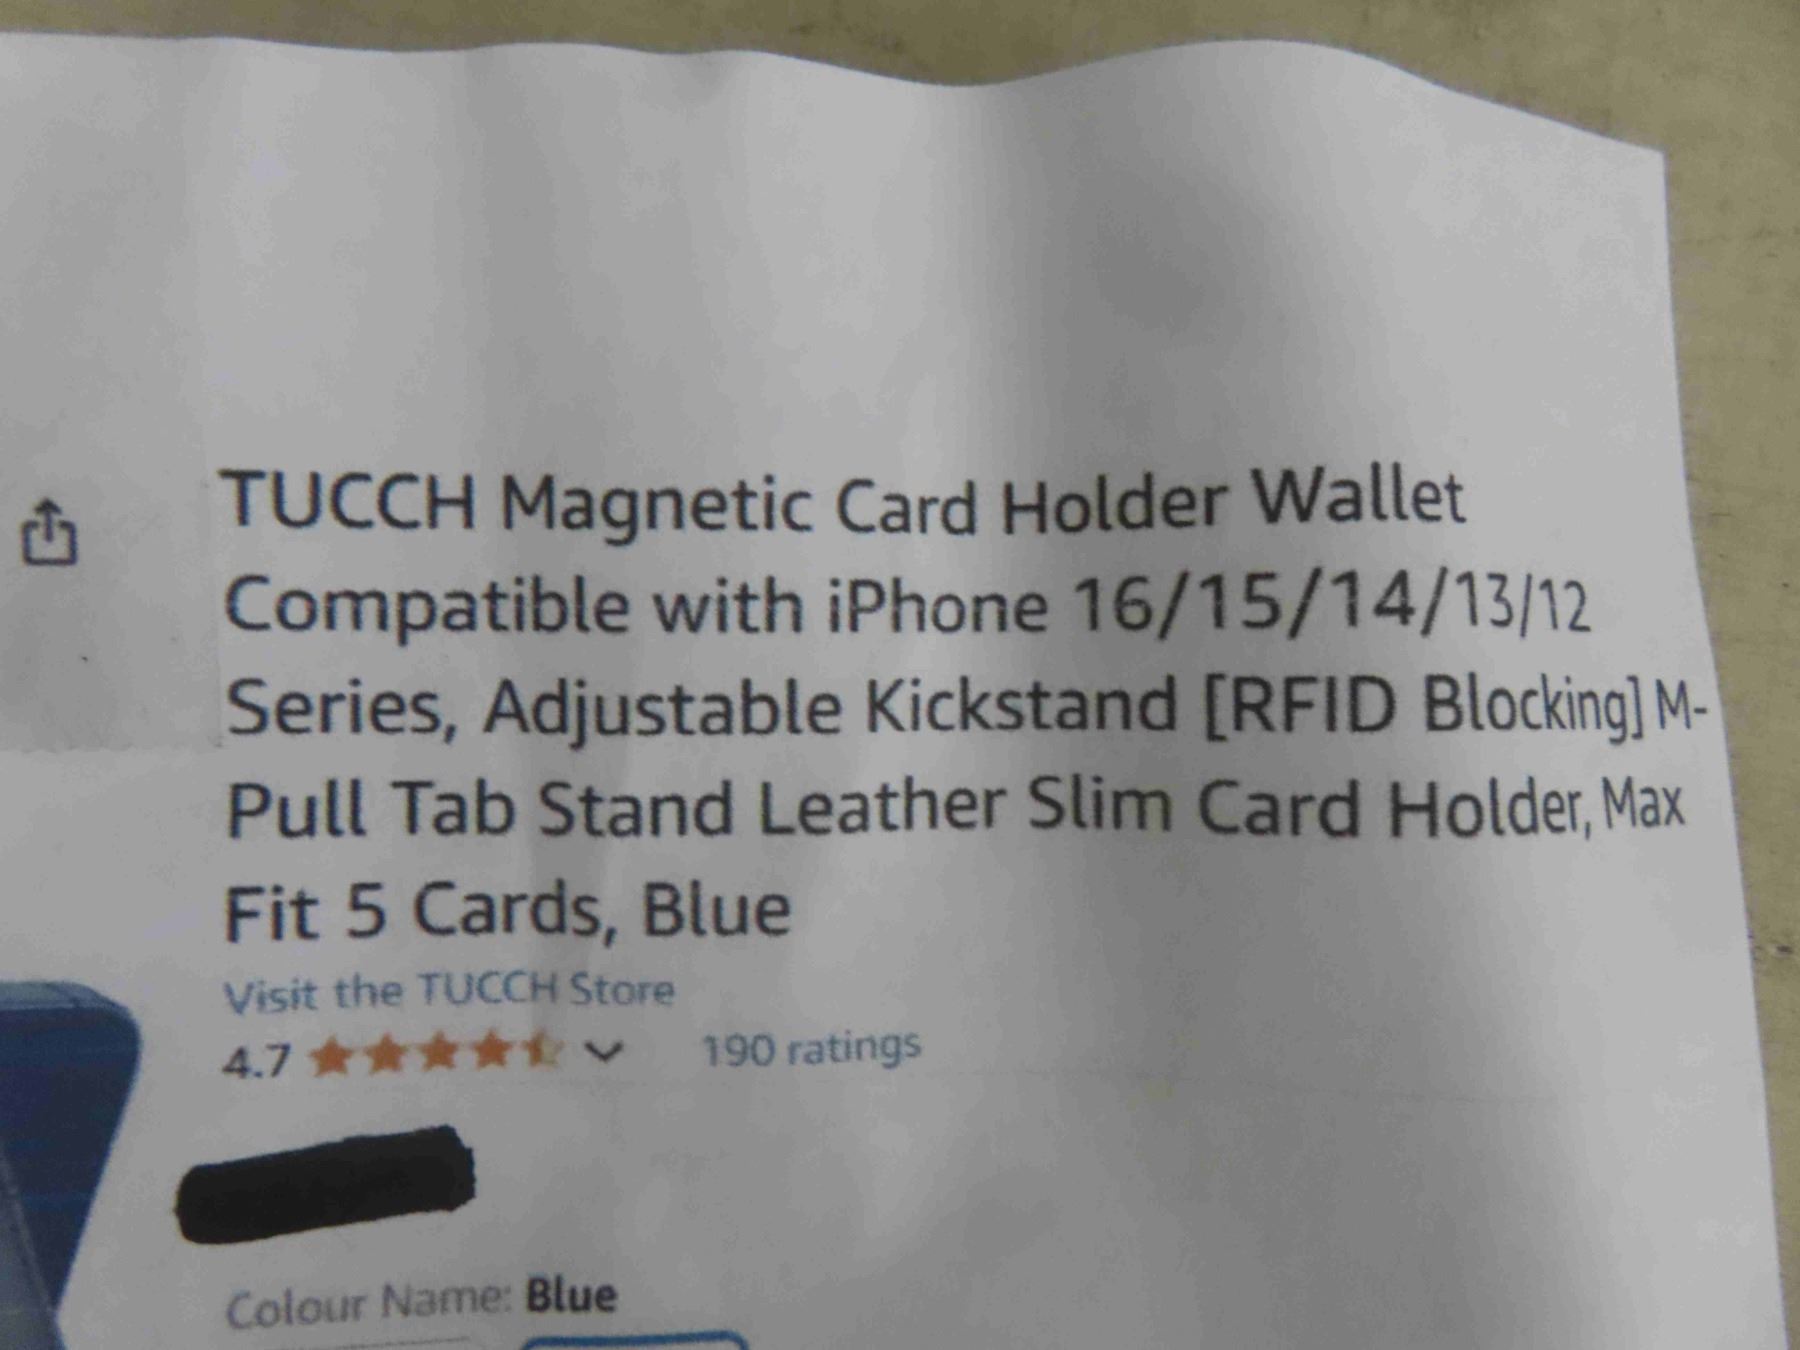 TUCCH Magnetic Card Holder Wallet
Compatible with iPhone 16/15/14/13/12
Series, Adjustable Kickstand [RFID Blocking] M-
Pull Tab Stand Leather Slim Card Holder, Max
Fit 5 Cards, Blue
Visit the TUCCH Store
4.7 190 ratings
Colour Name: Blue